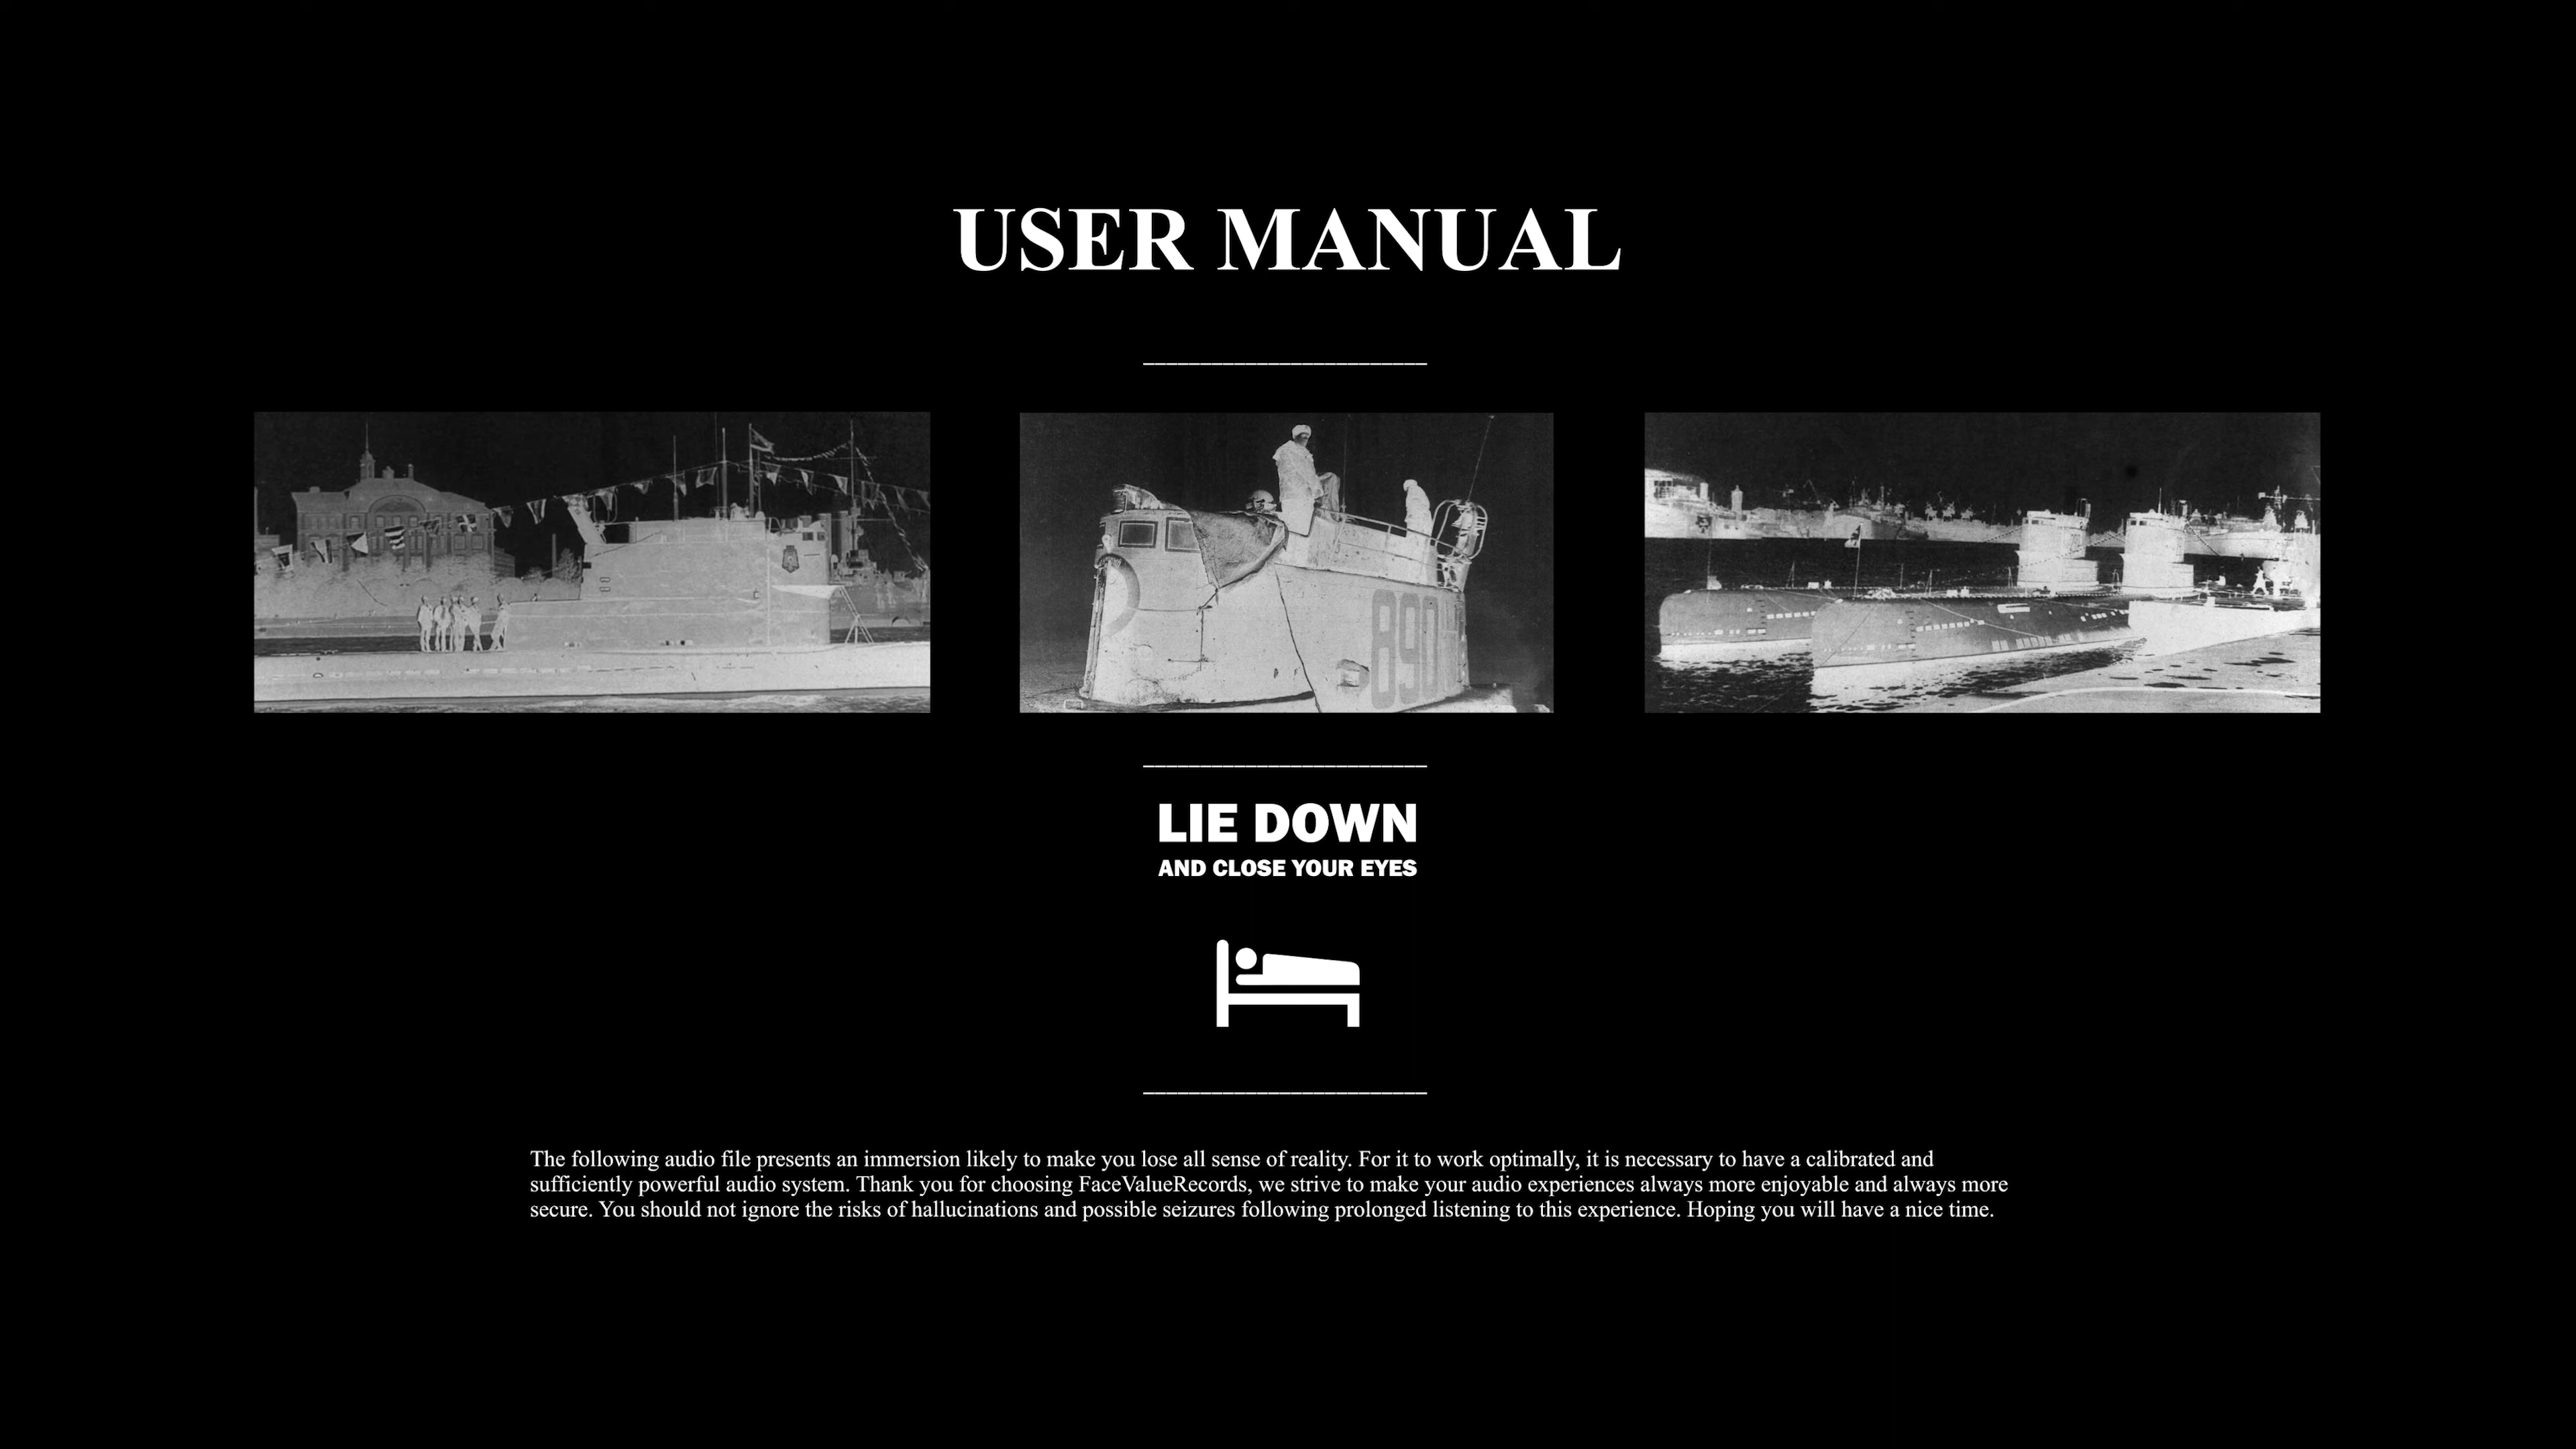 USER MANUAL
890
LIE DOWN
AND CLOSE YOUR EYES
The following audio file presents an immersion likely to make you lose all sense of reality. For it to work optimally, it is necessary to have a calibrated and
sufficiently powerful audio system. Thank you for choosing FaceValueRecords, we strive to make your audio experiences always more enjoyable and always more
secure. You should not ignore the risks of hallucinations and possible seizures following prolonged listening to this experience. Hoping you will have a nice time.